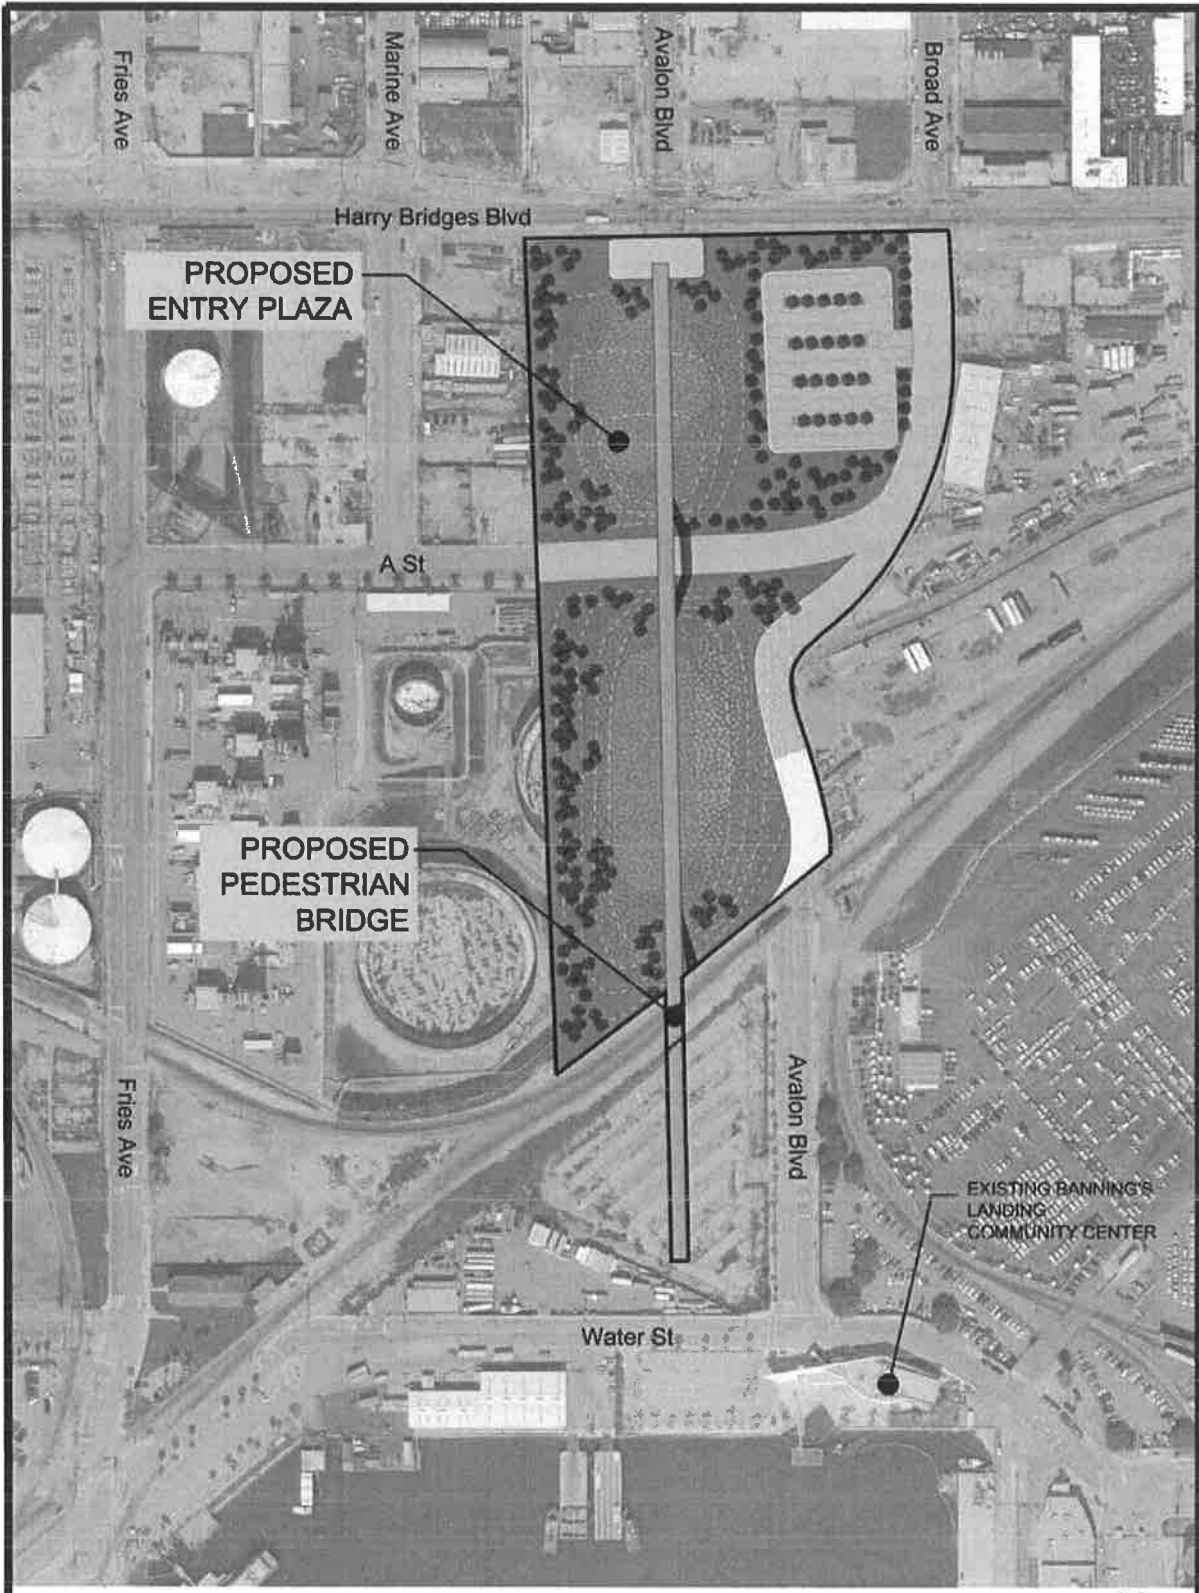 Fries Ave
Marine Ave
Avalon Blvd
Broad Ave
Harry Bridges Blvd
PROPOSED
ENTRY PLAZA
A St
PROPOSED
PEDESTRIAN
BRIDGE
Fries Ave
Avalon Blvd
EXISTING BANNING'S
LANDING
COMMUNITY CENTER
Water St